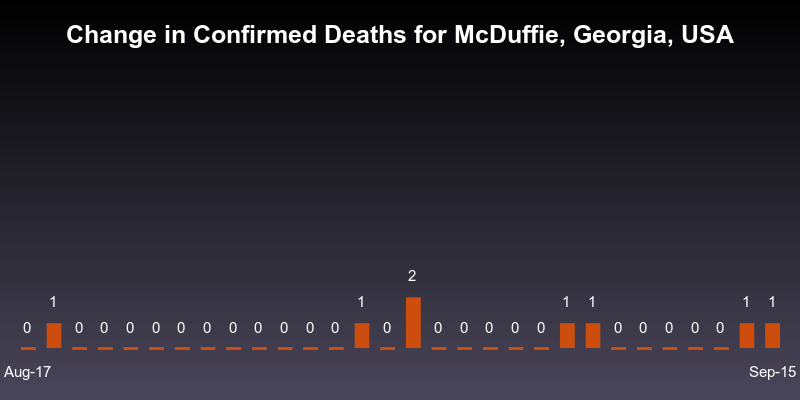 Change in Confirmed Deaths for McDuffie, Georgia, USA
2
1 1 1 1 1 1
0 0 0 0 0 0 0 0 0 0 0 0 0 0 0 0 0 0 0 0 0 0
Aug-17 Sep-15